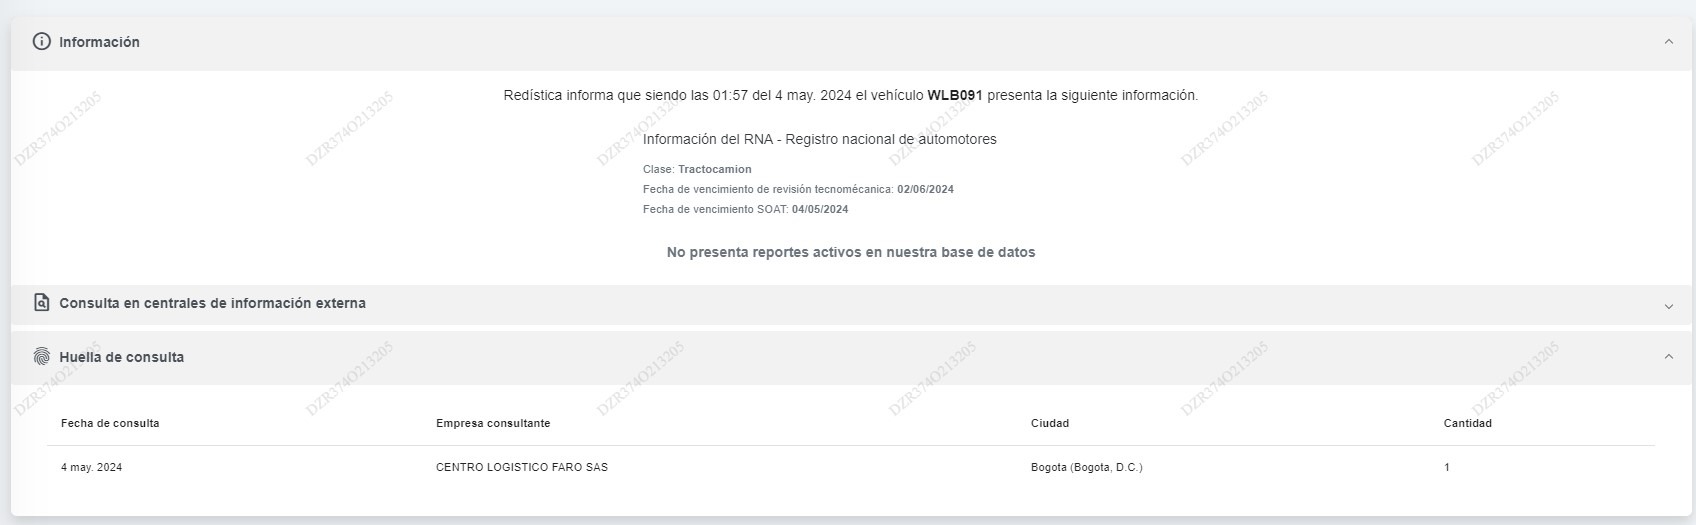 Información
Redística informa que siendo las 01:57 del 4 may. 2024 el vehículo WLB091 presenta la siguiente información.
DZR374O213205 DZR374O213205 DZR374O213205 DZR374O213205 DZR374O213205 DZR374O213205
Información del RNA - Registro nacional de automotores
Clase: Tractocamion
Fecha de vencimiento de revisión tecnomécanica: 02/06/2024
Fecha de vencimiento SOAT: 04/05/2024
No presenta reportes activos en nuestra base de datos
Consulta en centrales de información externa
Huella de consulta
DZR374O213205 DZR374O213205 DZR374O213205 DZR374O213205 DZR374O213205 DZR374O213205
Fecha de consulta Empresa consultante Ciudad Cantidad
4 may. 2024 CENTRO LOGISTICO FARO SAS Bogota (Bogota, D.C.) 1